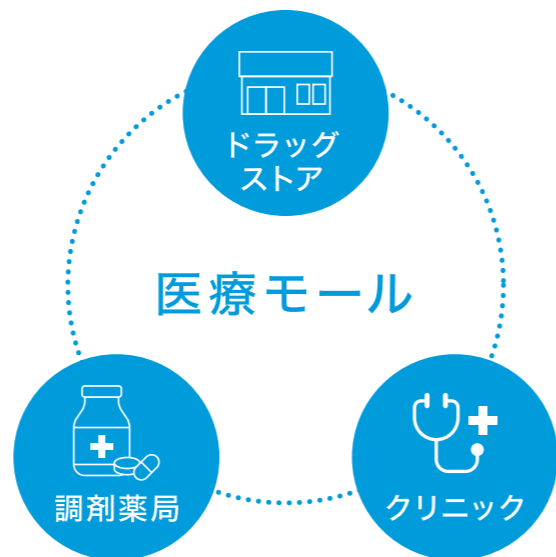 ドラッグ
ストア
医療モール
調剤薬局
クリニック